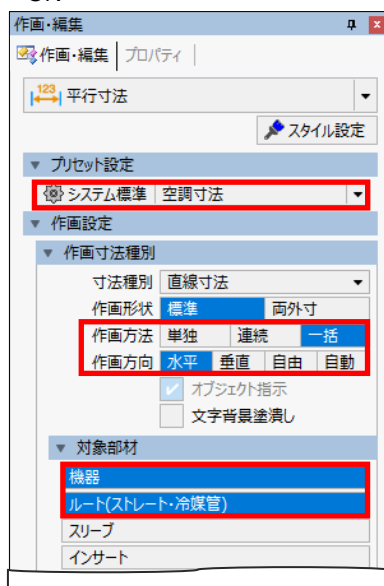 作画・編集
作画・編集 プロパティ
123 平行寸法
スタイル設定
プリセット設定
システム標準 空調寸法
作画設定
作画寸法種別
寸法種別 直線寸法
作画形状 標準 両外寸
作画方法 単独 連続 一括
作画方向 水平 垂直 自由 自動
オブジェクト指示
文字背景塗潰し
対象部材
機器
ルート(ストレート・冷媒管)
スリーブ
インサート